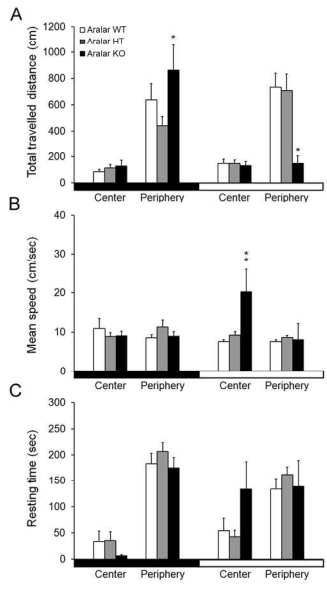 A
Aralar WT
Aralar HT
Aralar KO
Total travelled distance (cm)
1200
1000
800
600
400
200
0
*
*
Center Periphery Center Periphery
B
Mean speed (cm/sec)
40
30
20
10
0
*
*
Center Periphery Center Periphery
C
Resting time (sec)
300
250
200
150
100
50
0
Center Periphery Center Periphery